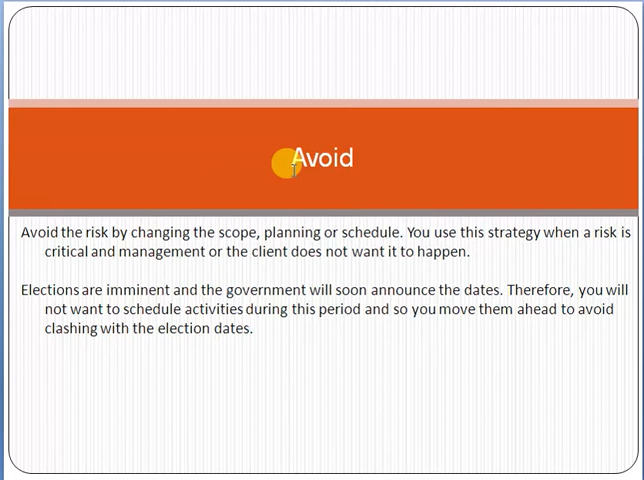 Avoid
Avoid the risk by changing the scope, planning or schedule. You use this strategy when a risk is
critical and management or the client does not want it to happen.
Elections are imminent and the government will soon announce the dates. Therefore, you will
not want to schedule activities during this period and so you move them ahead to avoid
clashing with the election dates.